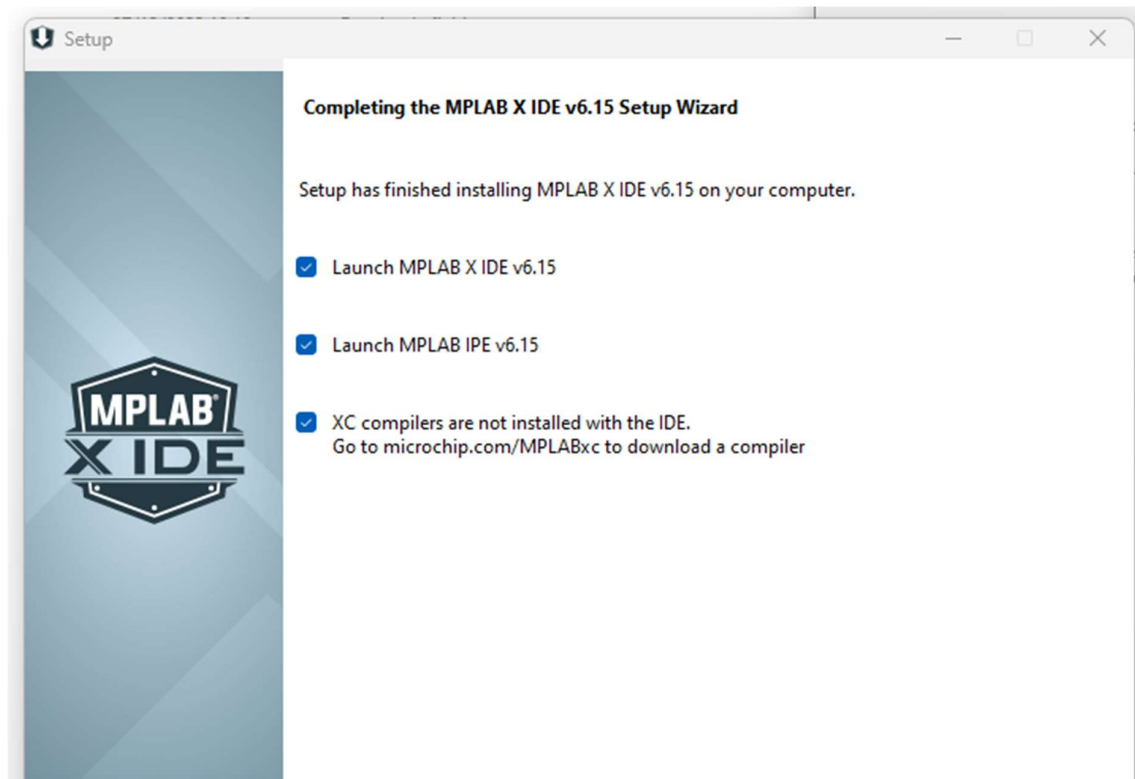 Setup
Completing the MPLAB X IDE v6.15 Setup Wizard
Setup has finished installing MPLAB X IDE v6.15 on your computer.
Launch MPLAB X IDE v6.15
Launch MPLAB IPE v6.15
MPLAB®
X IDE
XC compilers are not installed with the IDE.
Go to microchip.com/MPLABxc to download a compiler